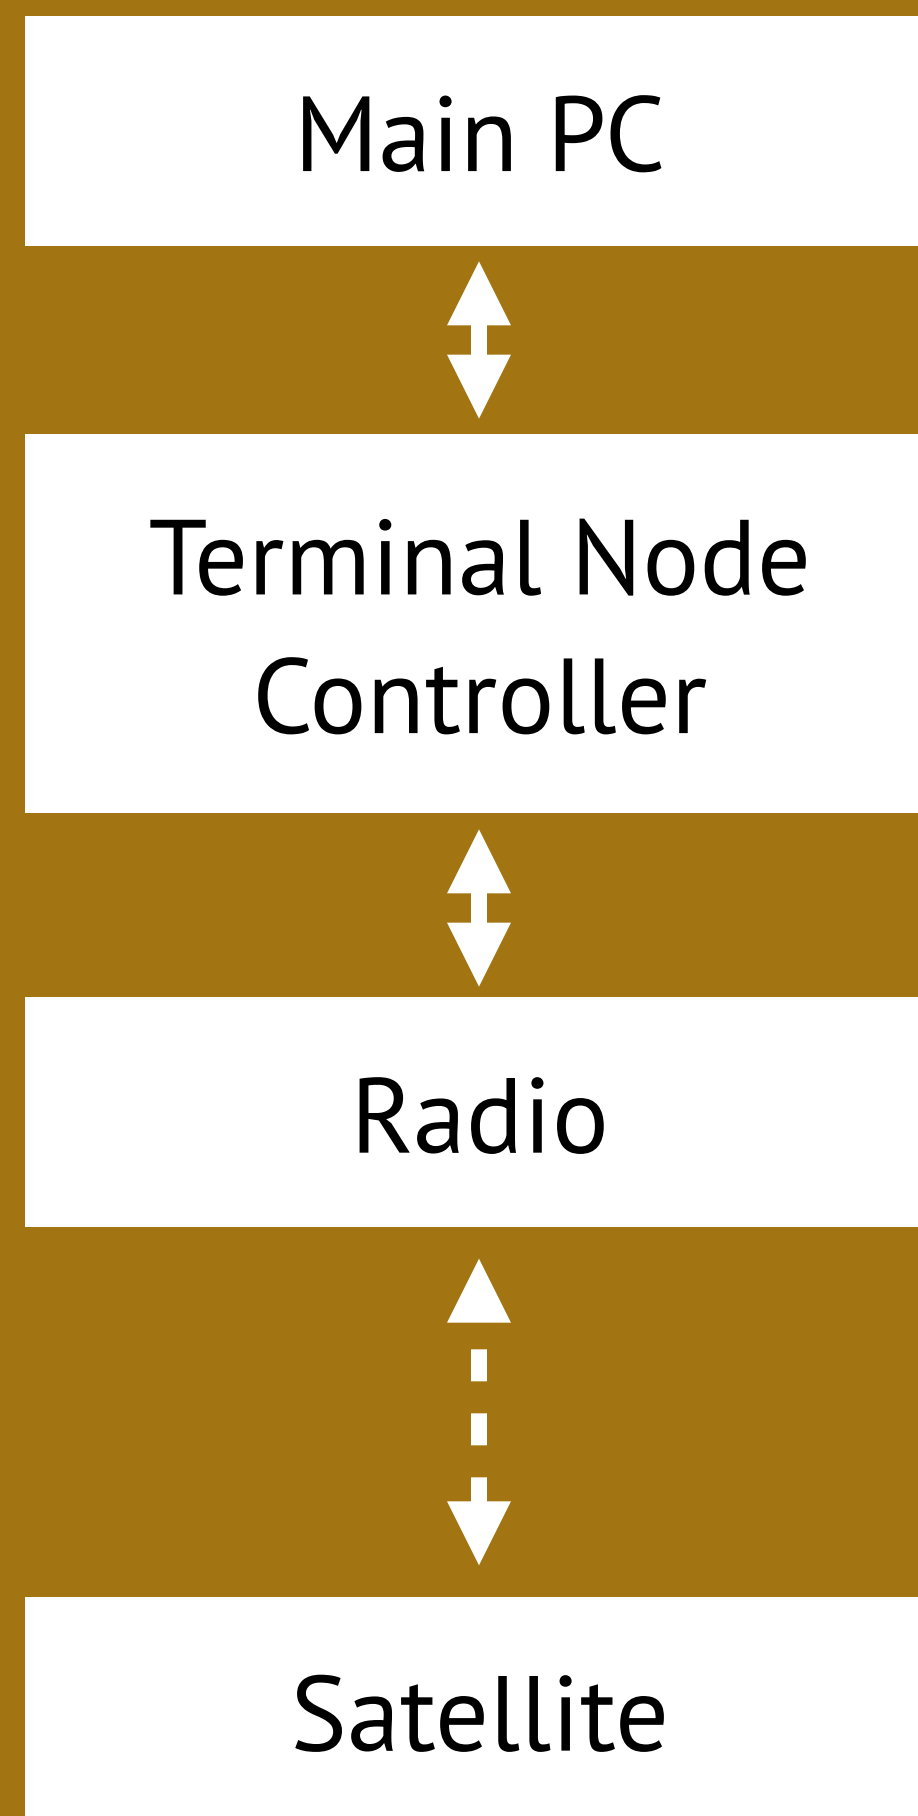 Main PC
Terminal Node
Controller
Radio
Satellite